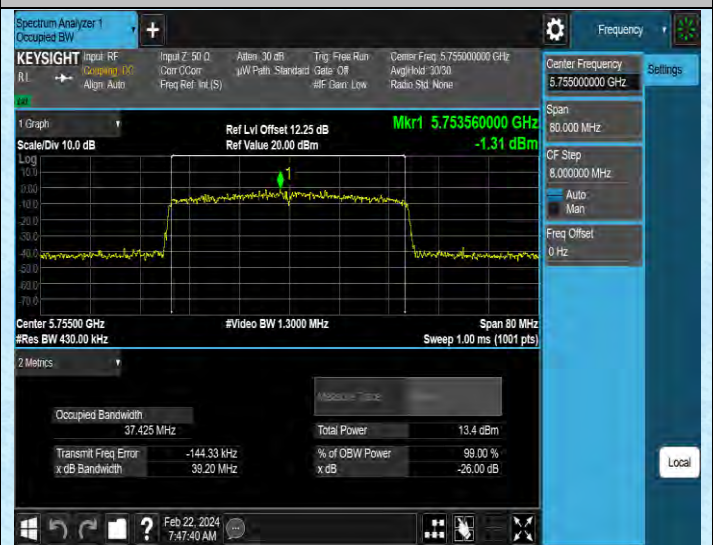 Spectrum Analyzer 1
Occupied BW
+
Frequency
KEYSIGHT Input: RF
Coupling: DC
Align: Auto
RL
Input Z: 50 Ω
Corr CCorr
Freq Ref: Int (S)
Atten: 30 dB
µW Path: Standard
Trig: Free Run
Gate: Off
#IF Gain: Low
Center Freq: 5.755000000 GHz
Avg|Hold: 30/30
Radio Std: None
1 Graph
Scale/Div 10.0 dB
Ref Lvl Offset 12.25 dB
Ref Value 20.00 dBm
Mkr1 5.753560000 GHz
-1.31 dBm
Log
10.0
0.00
-10.0
-20.0
-30.0
-40.0
-50.0
-60.0
-70.0
1
Center 5.75500 GHz
#Res BW 430.00 kHz
#Video BW 1.3000 MHz
Span 80 MHz
Sweep 1.00 ms (1001 pts)
2 Metrics
Measure Trace
Occupied Bandwidth
37.425 MHz
Total Power 13.4 dBm
Transmit Freq Error -144.33 kHz
% of OBW Power 99.00 %
x dB Bandwidth 39.20 MHz
x dB -26.00 dB
Center Frequency
5.755000000 GHz
Settings
Span
80.000 MHz
CF Step
8.000000 MHz
Auto
Man
Freq Offset
0 Hz
Local
?
Feb 22, 2024
7:47:40 AM